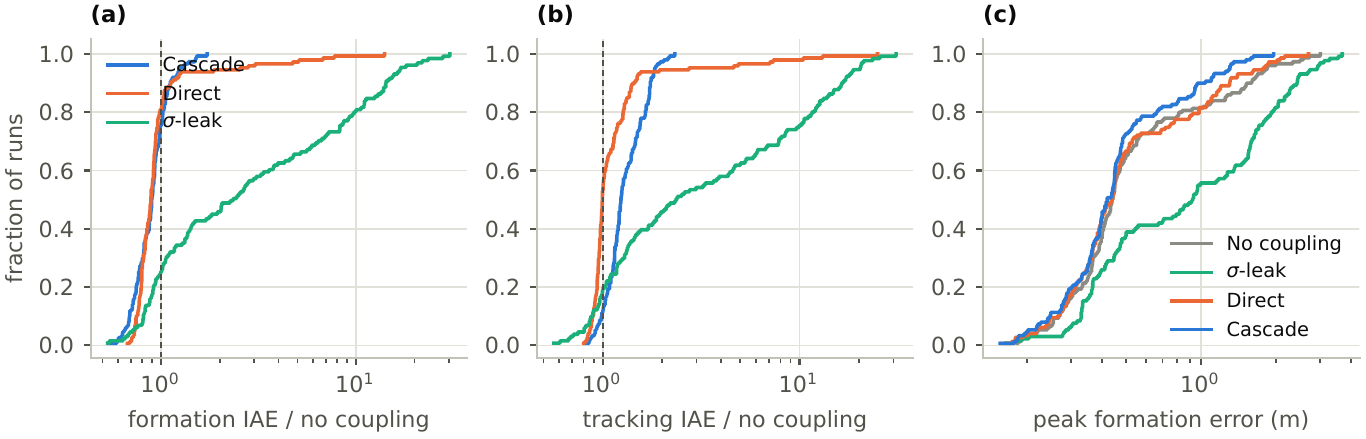 (a)
(b)
(c)
fraction of runs
1.0
0.8
0.6
0.4
0.2
0.0
Cascade
Direct
σ-leak
10⁰
10¹
formation IAE / no coupling
1.0
0.8
0.6
0.4
0.2
0.0
10⁰
10¹
tracking IAE / no coupling
1.0
0.8
0.6
0.4
0.2
0.0
No coupling
σ-leak
Direct
Cascade
10⁰
peak formation error (m)